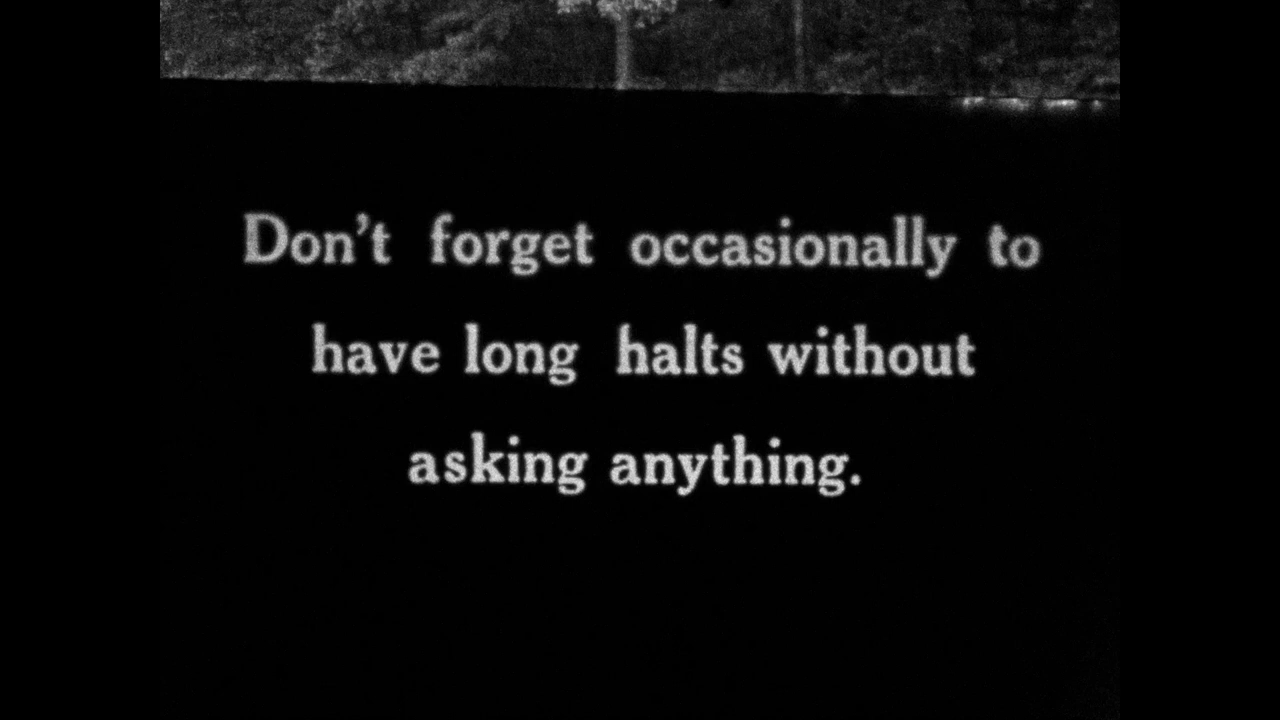 Don't forget occasionally to
have long halts without
asking anything.